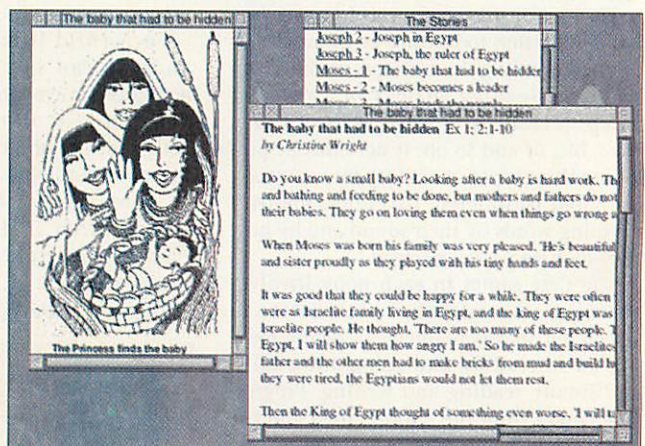 The baby that had to be hidden
The Princess finds the baby
The Stories
Joseph 2 - Joseph in Egypt
Joseph 3 - Joseph, the ruler of Egypt
Moses - 1 - The baby that had to be hidden
Moses - 2 - Moses becomes a leader
Moses - 3 - Moses leads the people
The baby that had to be hidden
The baby that had to be hidden Ex 1; 2:1-10
by Christine Wright
Do you know a small baby? Looking after a baby is hard work. Th
and bathing and feeding to be done, but mothers and fathers do not
their babies. They go on loving them even when things go wrong a
When Moses was born his family was very pleased. 'He's beautiful
and sister proudly as they played with his tiny hands and feet.
It was good that they could be happy for a while. They were often
were as Israelite family living in Egypt, and the king of Egypt was
Israelite people. He thought, 'There are too many of these people. T
Egypt. I will show them how angry I am.' So he made the Israelites
father and the other men had to make bricks from mud and build h
they were tired, the Egyptians would not let them rest.
Then the King of Egypt thought of something even worse. 'I will ta